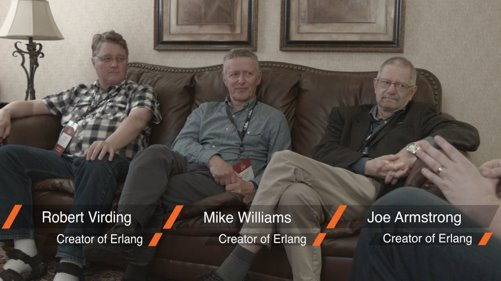 Robert Virding
Creator of Erlang
Mike Williams
Creator of Erlang
Joe Armstrong
Creator of Erlang